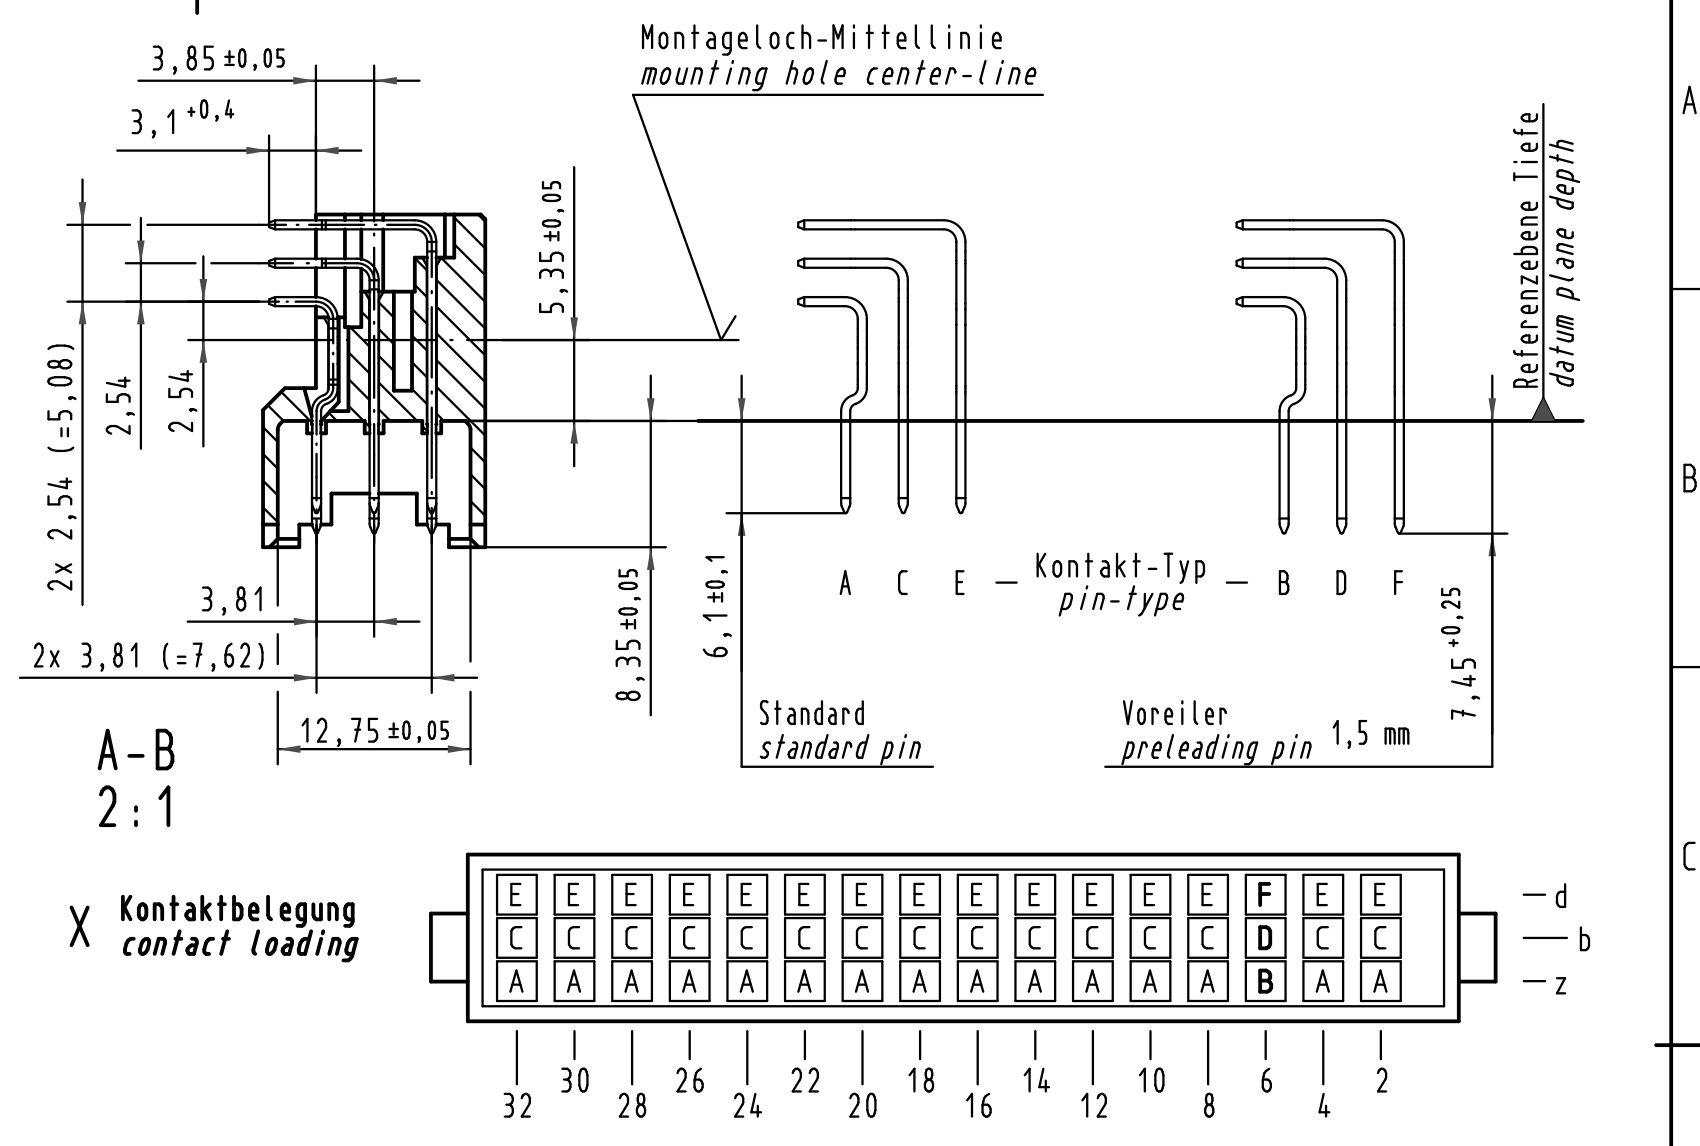 3,85 ±0,05
3,1 +0,4
Montageloch-Mittellinie
mounting hole center-line
A
Referenzebene Tiefe
datum plane depth
5,35 ±0,05
2x 2,54 (=5,08)
2,54
2,54
B
3,81
2x 3,81 (=7,62)
12,75 ±0,05
8,35 ±0,05
6,1 ±0,1
A C E – Kontakt-Typ – B D F
pin-type
7,45 +0,25
Standard
standard pin
Voreiler
preleading pin 1,5 mm
A-B
2:1
C
X Kontaktbelegung
contact loading
E E E E E E E E E E E E E F E E – d
C C C C C C C C C C C C C D C C — b
A A A A A A A A A A A A A B A A – z
30 26 22 18 14 10 6 2
32 28 24 20 16 12 8 4